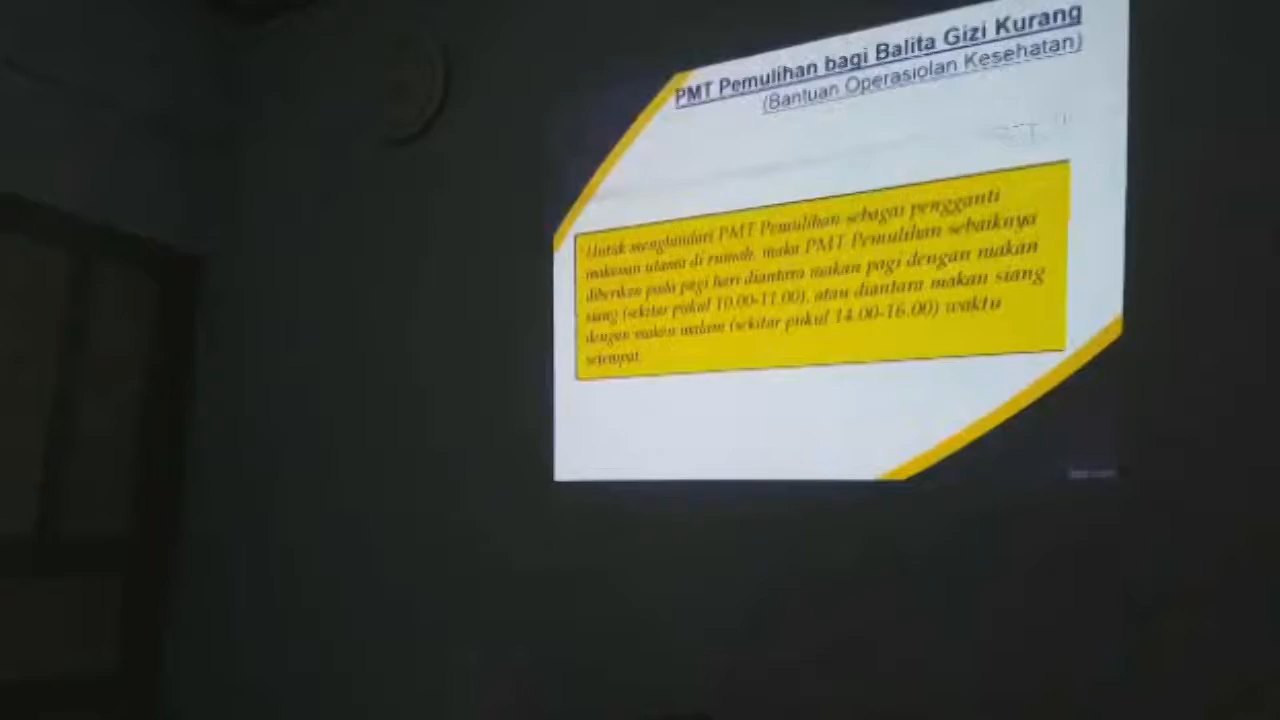 PMT Pemulihan bagi Balita Gizi Kurang
(Bantuan Operasiolan Kesehatan)
Untuk menghindari PMT Pemulihan sebagai pengganti
makanan utama di rumah, maka PMT Pemulihan sebaiknya
diberikan pada pagi hari diantara makan pagi dengan makan
siang (sekitar pukul 10.00-11.00), atau diantara makan siang
dengan makan malam (sekitar pukul 14.00-16.00) waktu
setempat